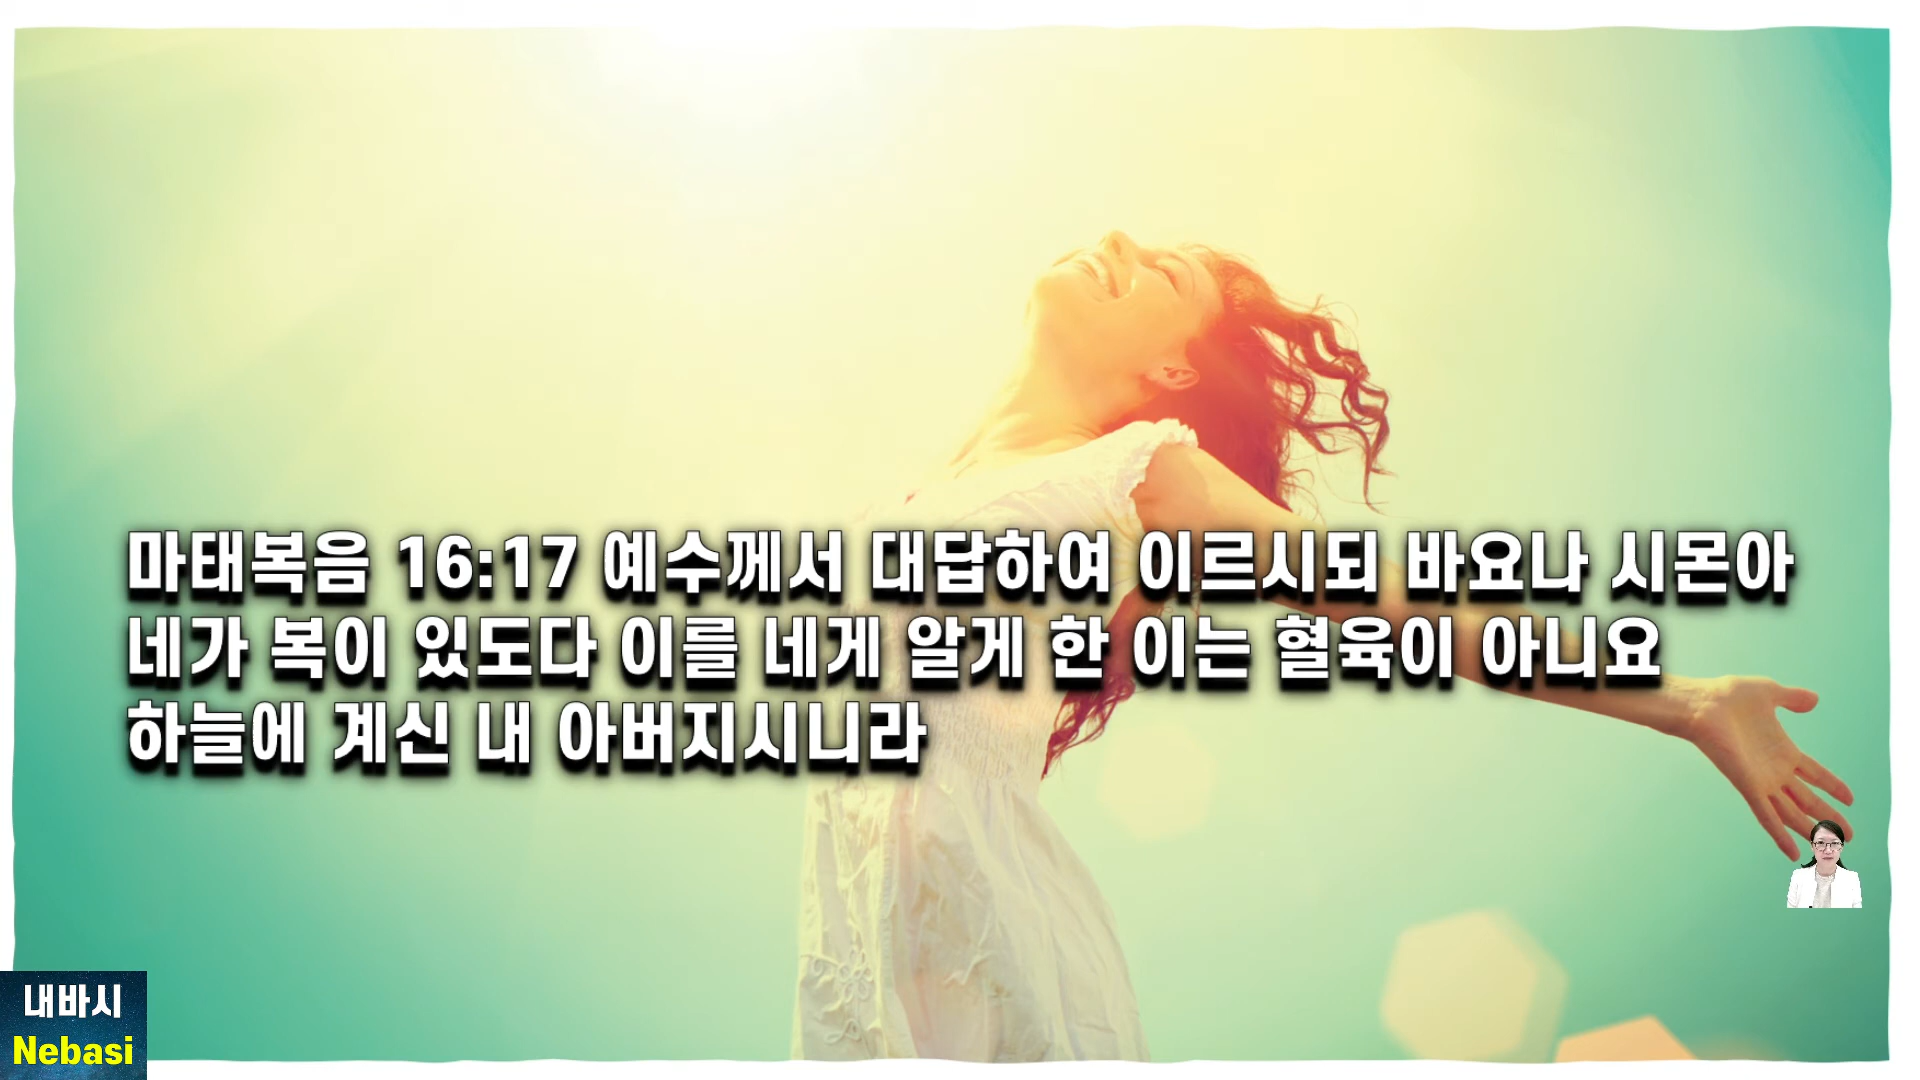 마태복음 16:17 예수께서 대답하여 이르시되 바요나 시몬아
네가 복이 있도다 이를 네게 알게 한 이는 혈육이 아니요
하늘에 계신 내 아버지시니라
내바시
Nebasi